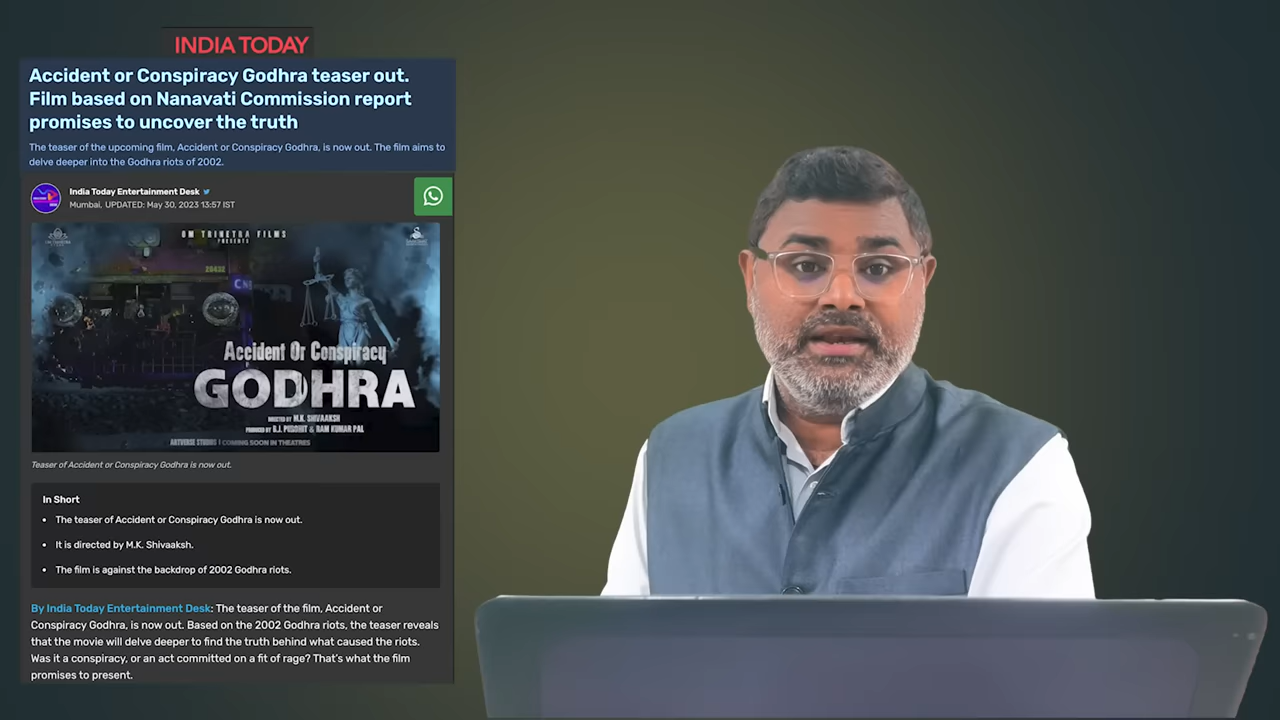 INDIA TODAY
Accident or Conspiracy Godhra teaser out.
Film based on Nanavati Commission report
promises to uncover the truth
The teaser of the upcoming film, Accident or Conspiracy Godhra, is now out. The film aims to
delve deeper into the Godhra riots of 2002.
India Today Entertainment Desk
Mumbai, UPDATED: May 30, 2023 13:57 IST
OM TRINETRA FILMS
PRESENTS
26432
Accident Or Conspiracy
GODHRA
DIRECTED BY M.K. SHIVAAKSH
PRODUCED BY B.J. PUROHIT & RAM KUMAR PAL
ARTVERSE STUDIOS | COMING SOON IN THEATRES
Teaser of Accident or Conspiracy Godhra is now out.
In Short
• The teaser of Accident or Conspiracy Godhra is now out.
• It is directed by M.K. Shivaaksh.
• The film is against the backdrop of 2002 Godhra riots.
By India Today Entertainment Desk: The teaser of the film, Accident or
Conspiracy Godhra, is now out. Based on the 2002 Godhra riots, the teaser reveals
that the movie will delve deeper to find the truth behind what caused the riots.
Was it a conspiracy, or an act committed on a fit of rage? That's what the film
promises to present.